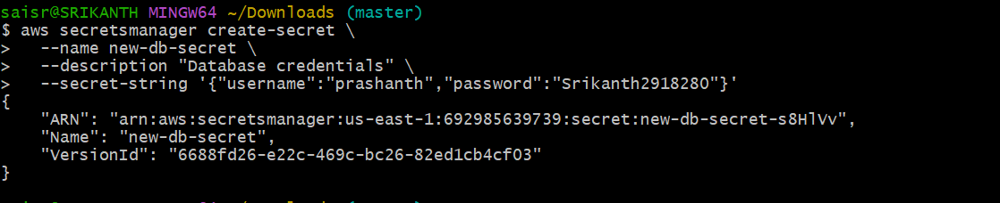 saisr@SRIKANTH MINGW64 ~/Downloads (master)
$ aws secretsmanager create-secret \
>   --name new-db-secret \
>   --description "Database credentials" \
>   --secret-string '{"username":"prashanth","password":"Srikanth2918280"}'
{
    "ARN": "arn:aws:secretsmanager:us-east-1:692985639739:secret:new-db-secret-s8HlVv",
    "Name": "new-db-secret",
    "VersionId": "6688fd26-e22c-469c-bc26-82ed1cb4cf03"
}